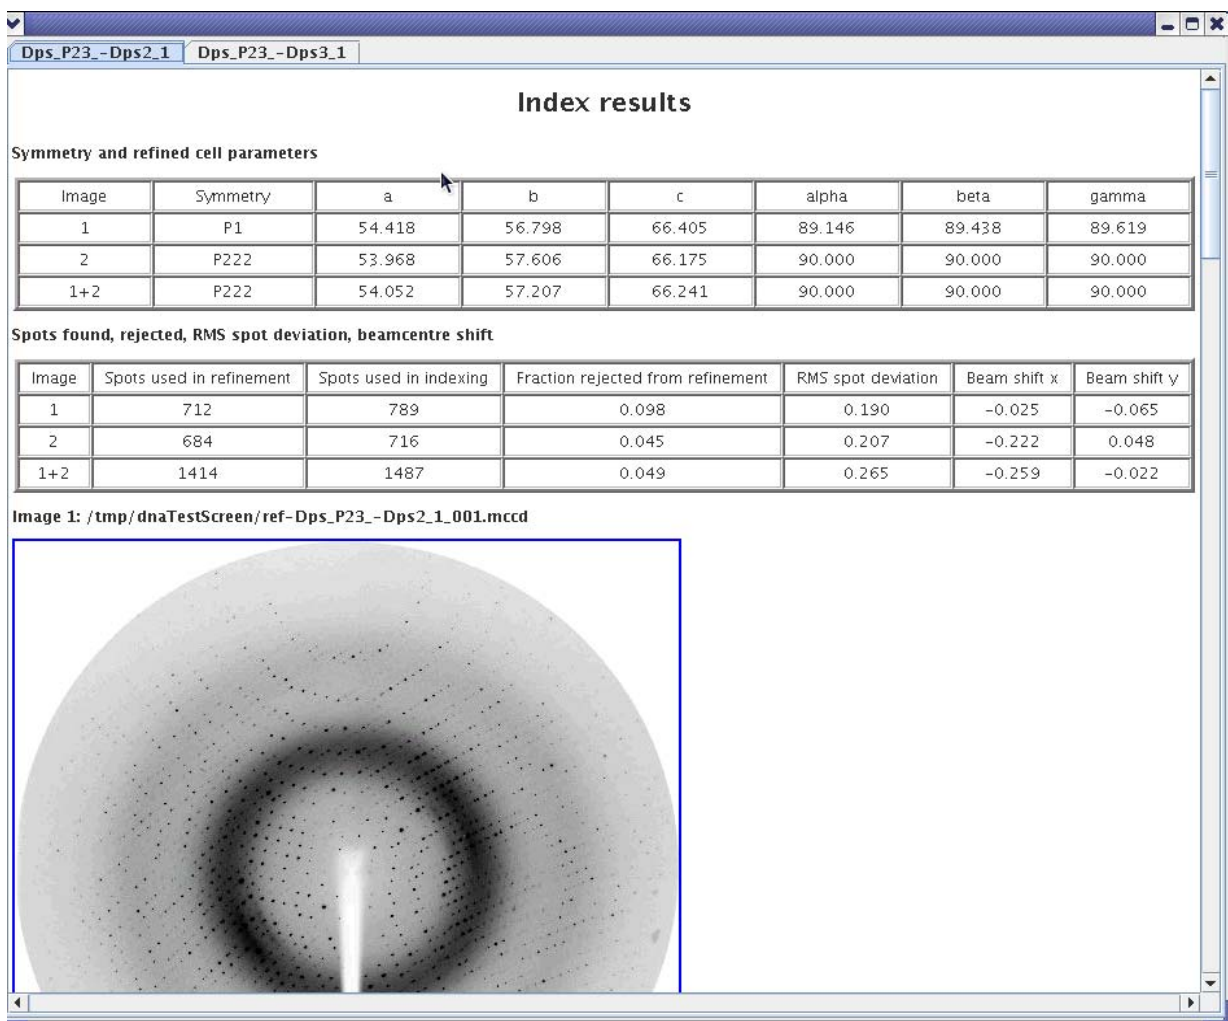 Dps_P23_-Dps2_1 Dps_P23_-Dps3_1
Index results
Symmetry and refined cell parameters
Image Symmetry a b c alpha beta gamma
1 P1 54.418 56.798 66.405 89.146 89.438 89.619
2 P222 53.968 57.606 66.175 90.000 90.000 90.000
1+2 P222 54.052 57.207 66.241 90.000 90.000 90.000
Spots found, rejected, RMS spot deviation, beamcentre shift
Image Spots used in refinement Spots used in indexing Fraction rejected from refinement RMS spot deviation Beam shift x Beam shift y
1 712 789 0.098 0.190 -0.025 -0.065
2 684 716 0.045 0.207 -0.222 0.048
1+2 1414 1487 0.049 0.265 -0.259 -0.022
Image 1: /tmp/dnaTestScreen/ref-Dps_P23_-Dps2_1_001.mccd